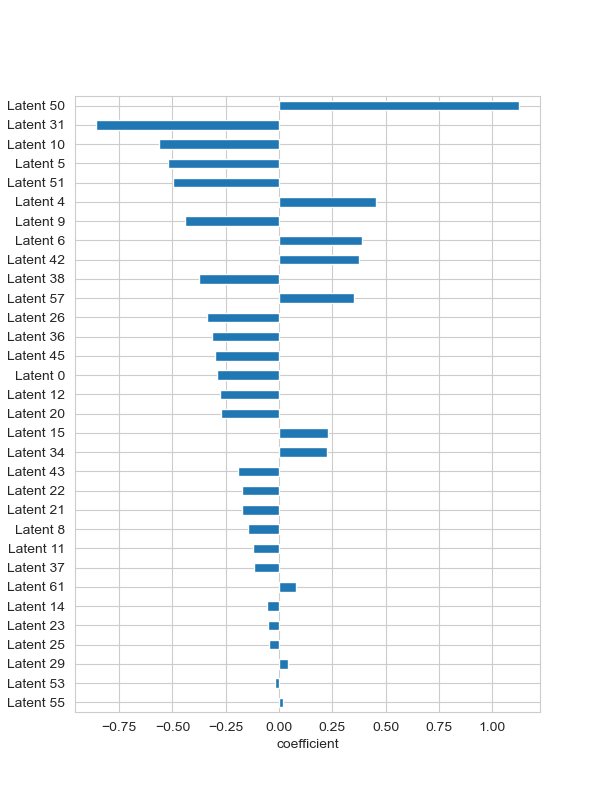 Latent 50
Latent 31
Latent 10
Latent 5
Latent 51
Latent 4
Latent 9
Latent 6
Latent 42
Latent 38
Latent 57
Latent 26
Latent 36
Latent 45
Latent 0
Latent 12
Latent 20
Latent 15
Latent 34
Latent 43
Latent 22
Latent 21
Latent 8
Latent 11
Latent 37
Latent 61
Latent 14
Latent 23
Latent 25
Latent 29
Latent 53
Latent 55
−0.75 −0.50 −0.25 0.00 0.25 0.50 0.75 1.00
coefficient